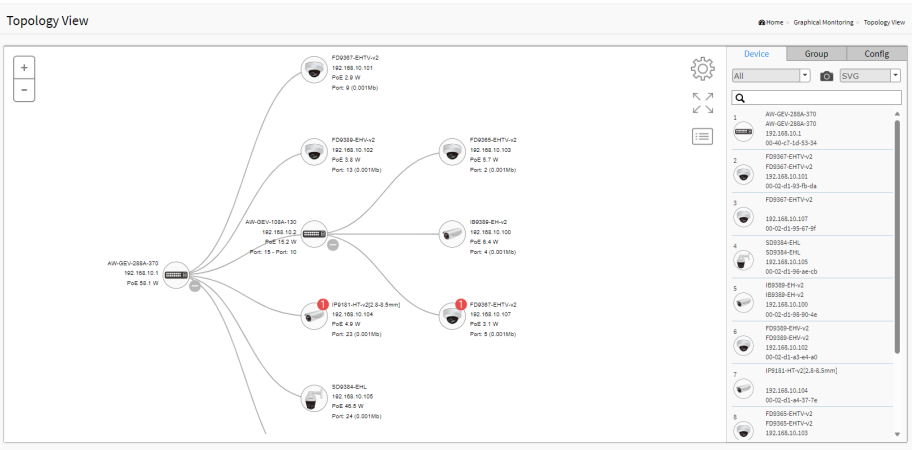 Topology View
Home
Graphical Monitoring
Topology View
+
-
FD9367-EHTV-v2
192.168.10.101
PoE 2.9 W
Port: 9 (0.001Mb)
FD9389-EHV-v2
192.168.10.102
PoE 3.8 W
Port: 13 (0.001Mb)
FD9365-EHTV-v2
192.168.10.103
PoE 5.7 W
Port: 2 (0.001Mb)
AW-GEV-108A-130
192.168.10.2
PoE 15.2 W
Port: 15 - Port: 10
IB9389-EH-v2
192.168.10.100
PoE 6.4 W
Port: 4 (0.001Mb)
AW-GEV-288A-370
192.168.10.1
PoE 58.1 W
1
IP9181-HT-v2[2.8-8.5mm]
192.168.10.104
PoE 4.9 W
Port: 23 (0.001Mb)
1
FD9367-EHTV-v2
192.168.10.107
PoE 3.1 W
Port: 5 (0.001Mb)
SD9384-EHL
192.168.10.105
PoE 46.5 W
Port: 24 (0.001Mb)
Device
Group
Config
All
SVG
1
AW-GEV-288A-370
AW-GEV-288A-370
192.168.10.1
00-40-c7-1d-53-34
2
FD9367-EHTV-v2
FD9367-EHTV-v2
192.168.10.101
00-02-d1-93-fb-da
3
FD9367-EHTV-v2
192.168.10.107
00-02-d1-95-67-9f
4
SD9384-EHL
SD9384-EHL
192.168.10.105
00-02-d1-96-ae-cb
5
IB9389-EH-v2
IB9389-EH-v2
192.168.10.100
00-02-d1-98-90-4e
6
FD9389-EHV-v2
FD9389-EHV-v2
192.168.10.102
00-02-d1-a3-e4-a0
7
IP9181-HT-v2[2.8-8.5mm]
192.168.10.104
00-02-d1-a4-37-7e
8
FD9365-EHTV-v2
FD9365-EHTV-v2
192.168.10.103